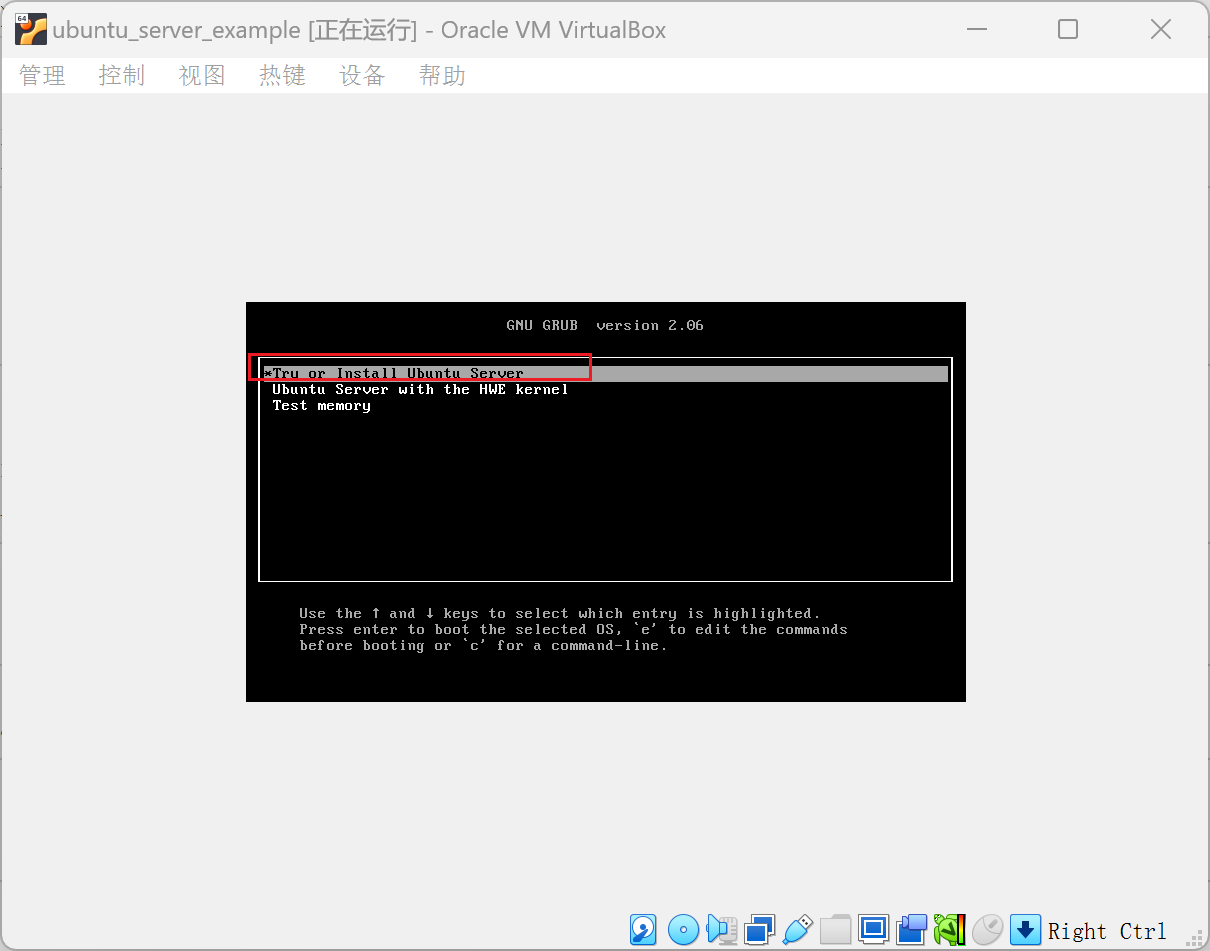 ubuntu_server_example [正在运行] - Oracle VM VirtualBox
管理 控制 视图 热键 设备 帮助
GNU GRUB version 2.06
*Try or Install Ubuntu Server
Ubuntu Server with the HWE kernel
Test memory
Use the ↑ and ↓ keys to select which entry is highlighted.
Press enter to boot the selected OS, `e' to edit the commands
before booting or `c' for a command-line.
Right Ctrl